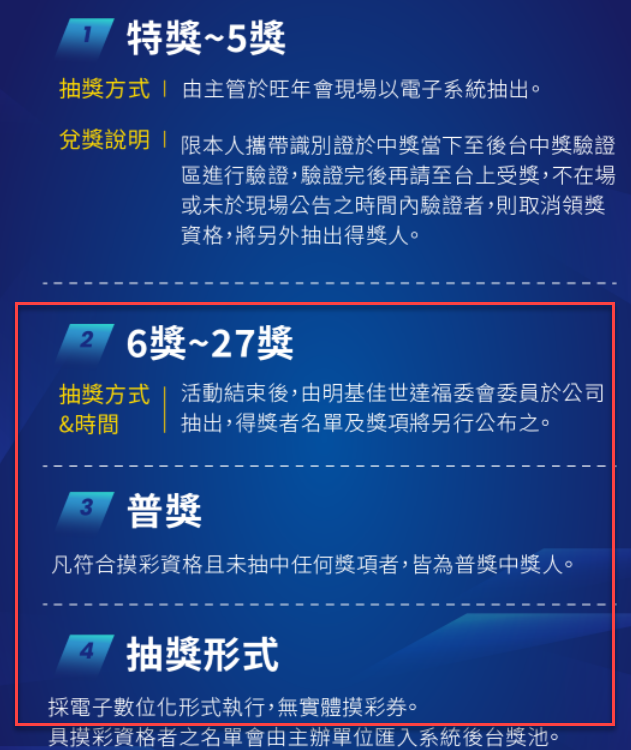 1 特獎~5獎
抽獎方式 | 由主管於旺年會現場以電子系統抽出。
兌獎說明 | 限本人攜帶識別證於中獎當下至後台中獎驗證
區進行驗證,驗證完後再請至台上受獎,不在場
或未於現場公告之時間內驗證者,則取消領獎
資格,將另外抽出得獎人。
2 6獎~27獎
抽獎方式 | 活動結束後,由明基佳世達福委會委員於公司
&時間 | 抽出,得獎者名單及獎項將另行公布之。
3 普獎
凡符合摸彩資格且未抽中任何獎項者,皆為普獎中獎人。
4 抽獎形式
採電子數位化形式執行,無實體摸彩券。
具摸彩資格者之名單會由主辦單位匯入系統後台獎池。